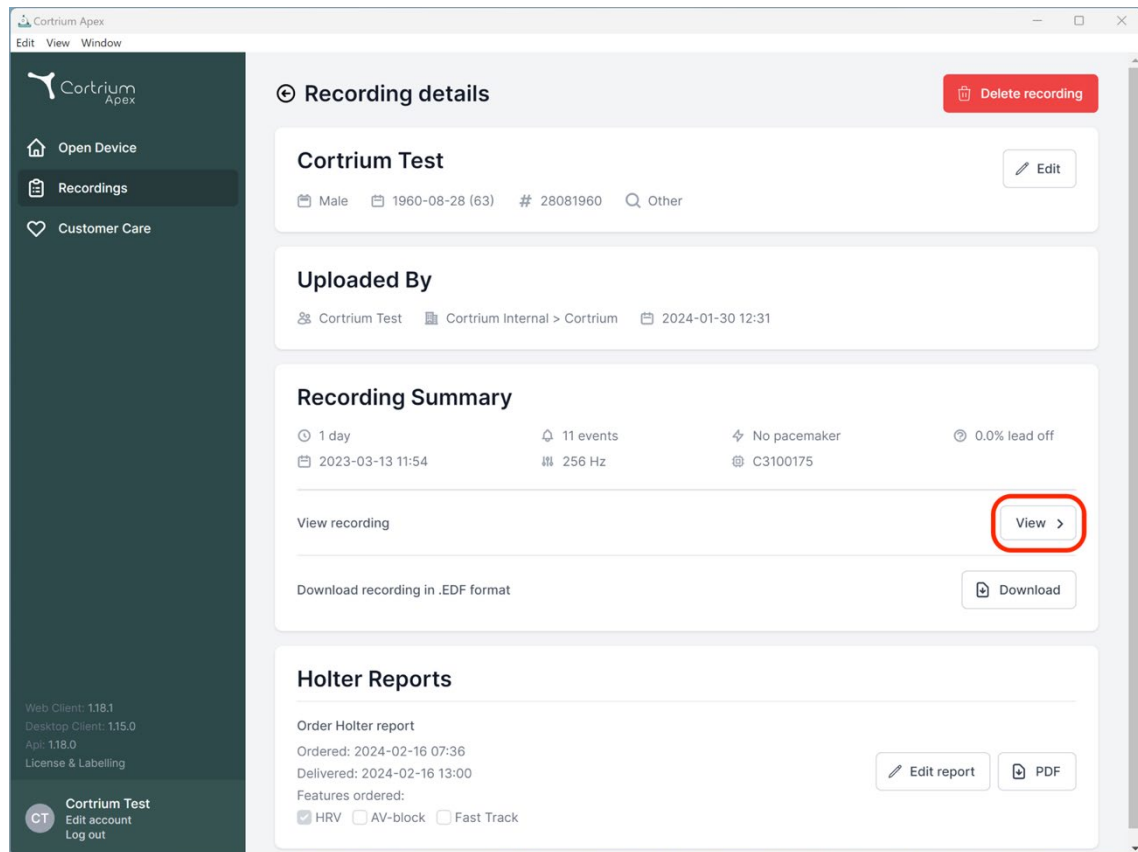 Cortrium Apex
Edit View Window
Cortrium
Apex
Open Device
Recordings
Customer Care
Web Client: 1.18.1
Desktop Client: 1.15.0
Api: 1.18.0
License & Labelling
CT
Cortrium Test
Edit account
Log out
Recording details
Delete recording
Cortrium Test
Edit
Male 1960-08-28 (63) # 28081960 Other
Uploaded By
Cortrium Test Cortrium Internal > Cortrium 2024-01-30 12:31
Recording Summary
1 day 11 events No pacemaker 0.0% lead off
2023-03-13 11:54 256 Hz C3100175
View recording View >
Download recording in .EDF format Download
Holter Reports
Order Holter report
Ordered: 2024-02-16 07:36
Delivered: 2024-02-16 13:00
Edit report PDF
Features ordered:
HRV AV-block Fast Track